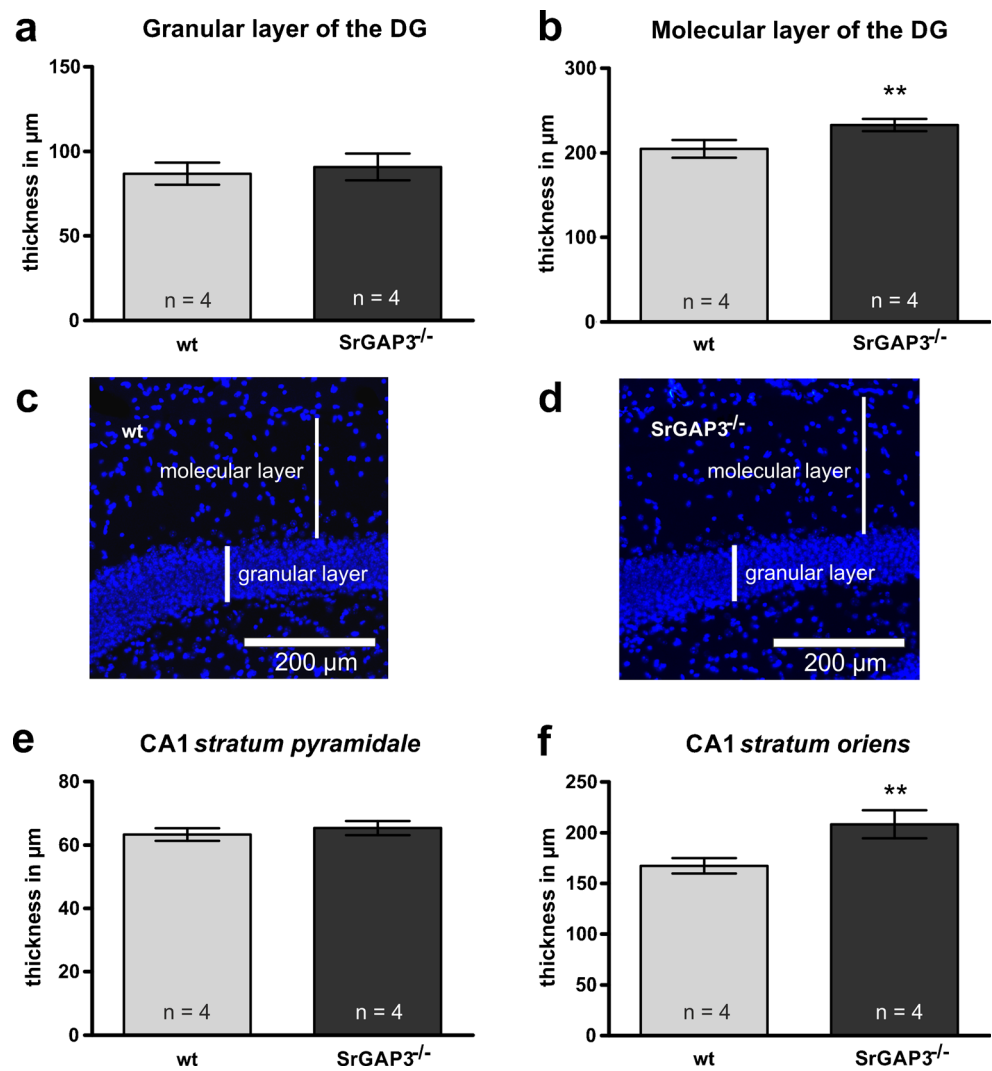 a
Granular layer of the DG
thickness in µm
150
100
50
0
n = 4
n = 4
wt
SrGAP3-/-
b
Molecular layer of the DG
thickness in µm
300
200
100
0
**
n = 4
n = 4
wt
SrGAP3-/-
c
wt
molecular layer
granular layer
200 µm
d
SrGAP3-/-
molecular layer
granular layer
200 µm
e
CA1 stratum pyramidale
thickness in µm
80
60
40
20
0
n = 4
n = 4
wt
SrGAP3-/-
f
CA1 stratum oriens
thickness in µm
250
200
150
100
50
0
**
n = 4
n = 4
wt
SrGAP3-/-